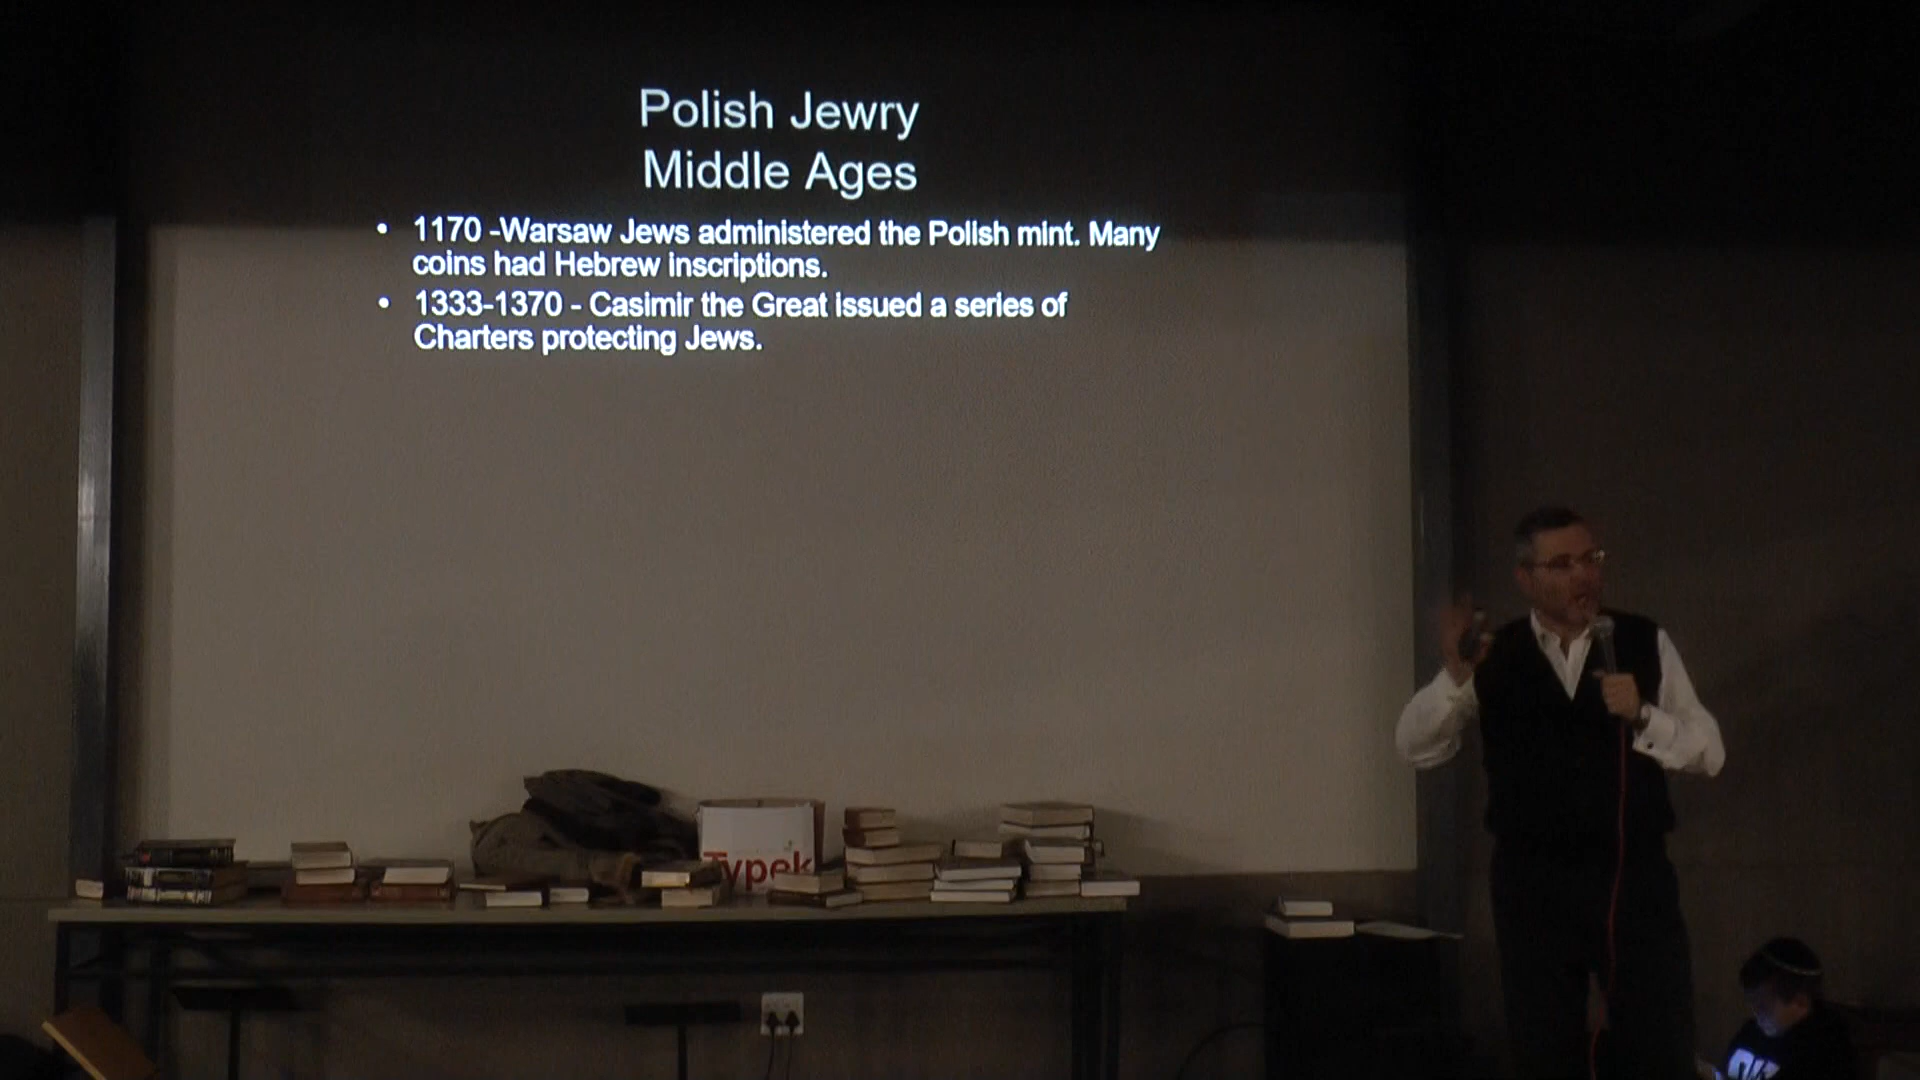 Polish Jewry
Middle Ages
• 1170 -Warsaw Jews administered the Polish mint. Many
coins had Hebrew inscriptions.
• 1333-1370 - Casimir the Great issued a series of
Charters protecting Jews.
Typek